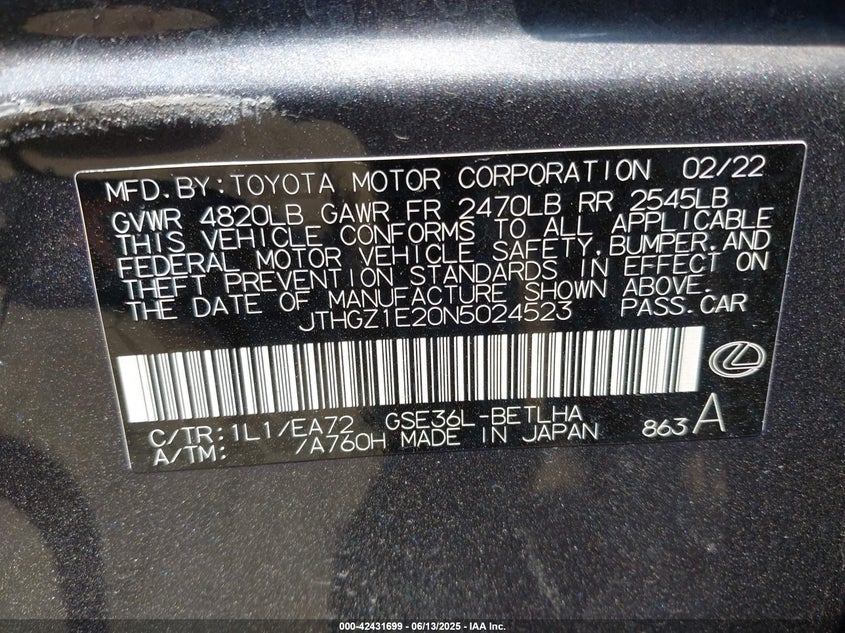 MFD. BY: TOYOTA MOTOR CORPORATION 02/22
GVWR 4820LB GAWR FR 2470LB RR 2545LB
THIS VEHICLE CONFORMS TO ALL APPLICABLE
FEDERAL MOTOR VEHICLE SAFETY, BUMPER, AND
THEFT PREVENTION STANDARDS IN EFFECT ON
THE DATE OF MANUFACTURE SHOWN ABOVE.
JTHGZ1E20N5024523 PASS. CAR
C/TR: 1L1/EA72 GSE36L-BETLHA
A/TM: /A760H MADE IN JAPAN 863 A
000-42431699 - 06/13/2025 - IAA Inc.